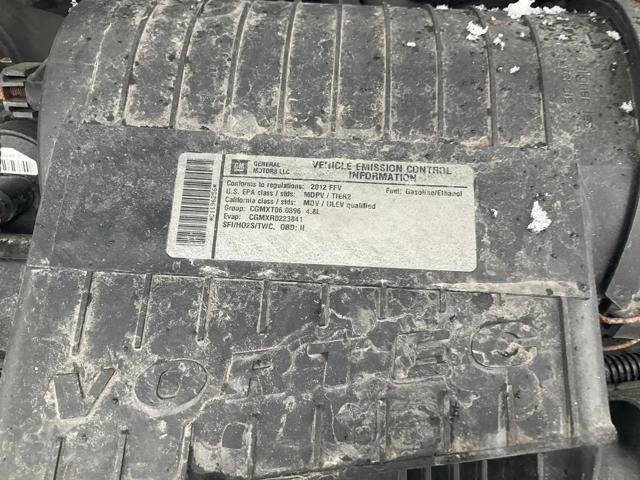 GM
GENERAL
MOTORS LLC
VEHICLE EMISSION CONTROL
INFORMATION
Conforms to regulations: 2012 FFV
Fuel: Gasoline/Ethanol
U.S. EPA class / stds: MDPV / TIER2
California class / stds: MDV / ULEV qualified
Group: CGMXT06.0396 4.8L
Evap: CGMXR0223841
SFI/HO2S/TWC, OBD: II
VORTEC